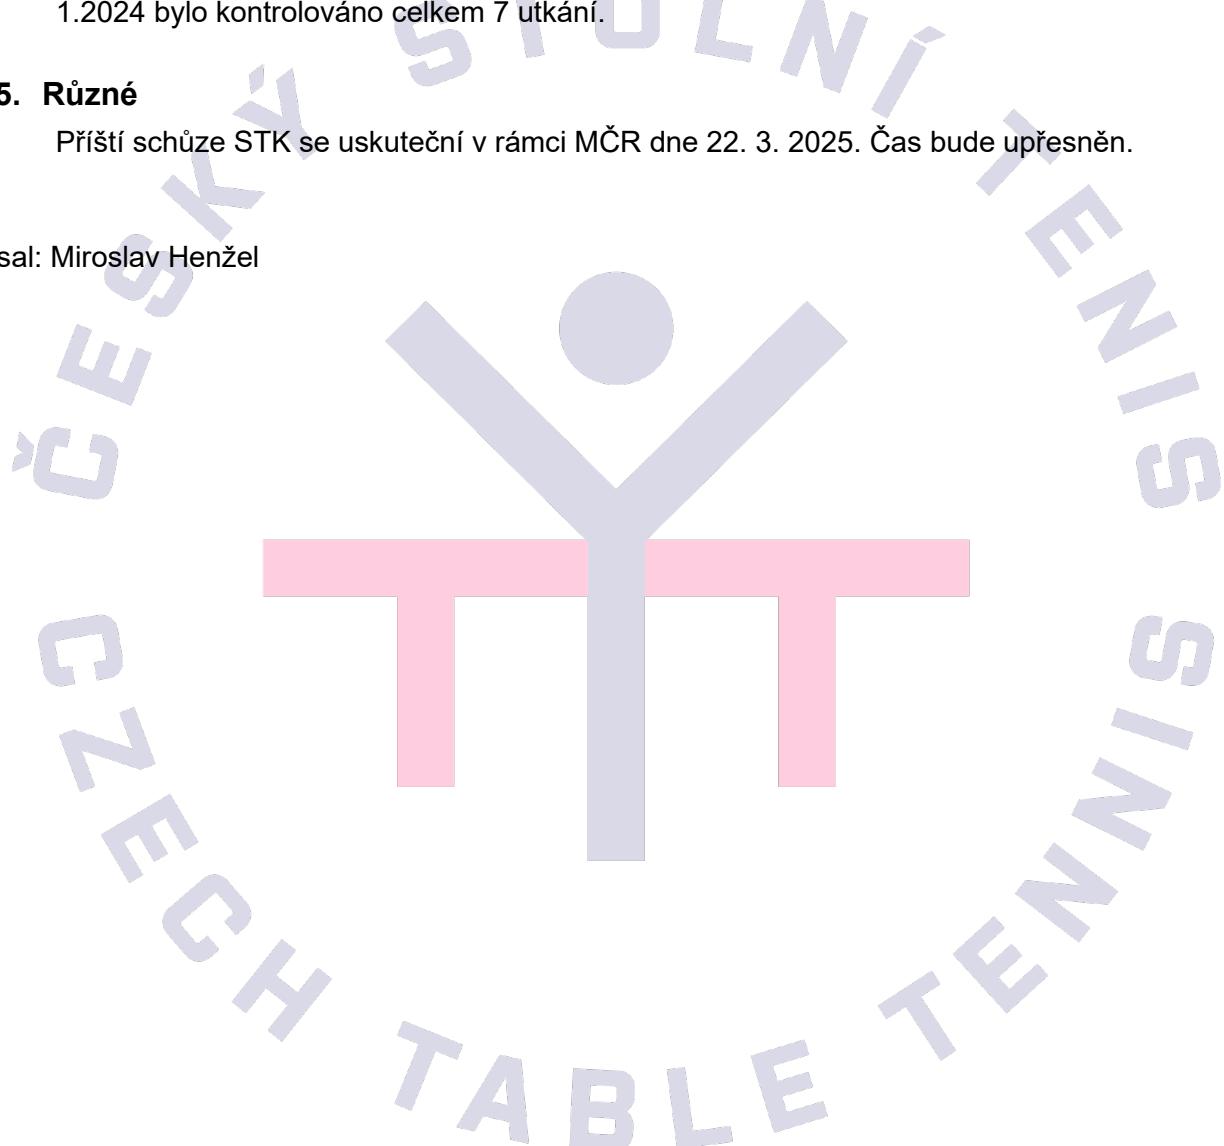 1.2024 bylo kontrolováno celkem 7 utkání.
5. Různé
Příští schůze STK se uskuteční v rámci MČR dne 22. 3. 2025. Čas bude upřesněn.
sal: Miroslav Henžel
ČESKÝ STOLNÍ TENIS
CZECH TABLE TENNIS